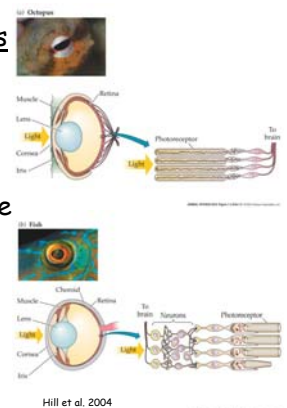 s
(a) Octopus
Muscle
Retina
Lens
Light
Cornea
Iris
Photoreceptor
Light
To
brain
e
(b) Fish
Choroid
Muscle
Retina
Lens
Light
Cornea
Iris
To
brain
Neurons
Photoreceptor
Light
Hill et al, 2004